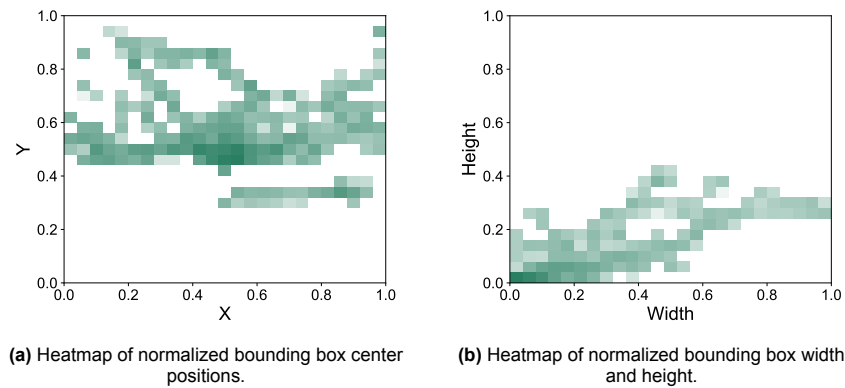 1.0
0.8
0.6
0.4
0.2
0.0
Y
0.0 0.2 0.4 0.6 0.8 1.0
X
(a) Heatmap of normalized bounding box center
positions.
1.0
0.8
0.6
0.4
0.2
0.0
Height
0.0 0.2 0.4 0.6 0.8 1.0
Width
(b) Heatmap of normalized bounding box width
and height.